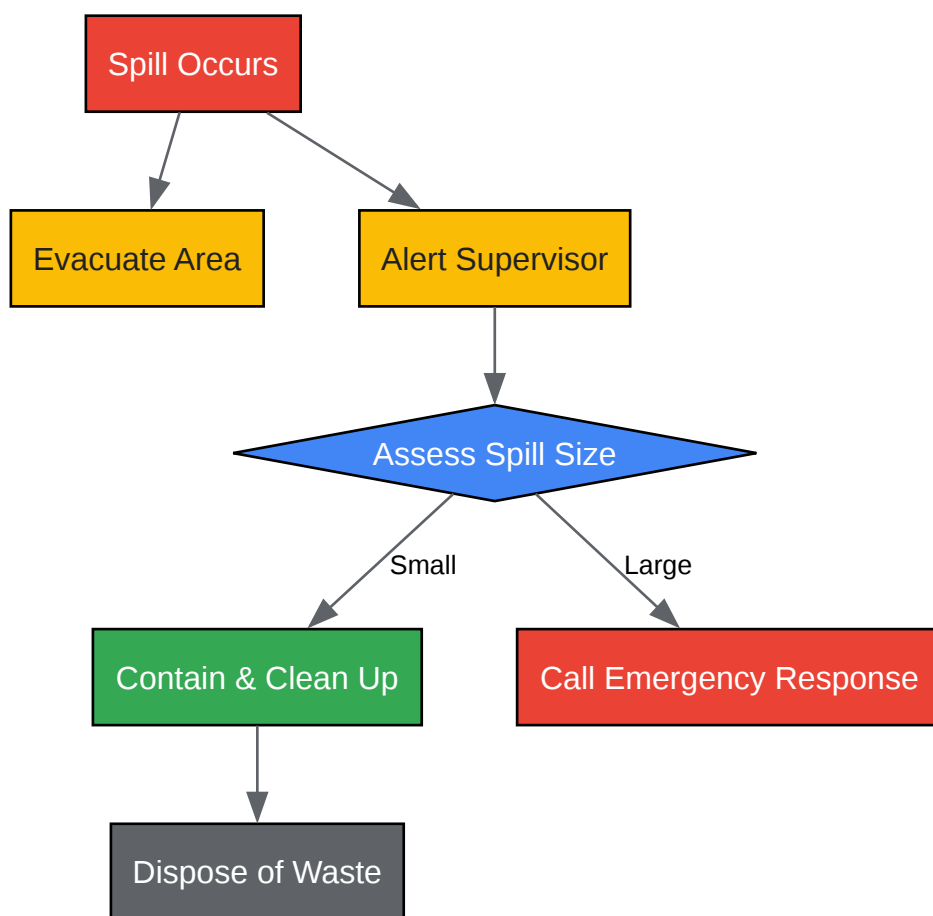 Spill Occurs
Evacuate Area
Alert Supervisor
Assess Spill Size
Small
Large
Contain & Clean Up
Call Emergency Response
Dispose of Waste